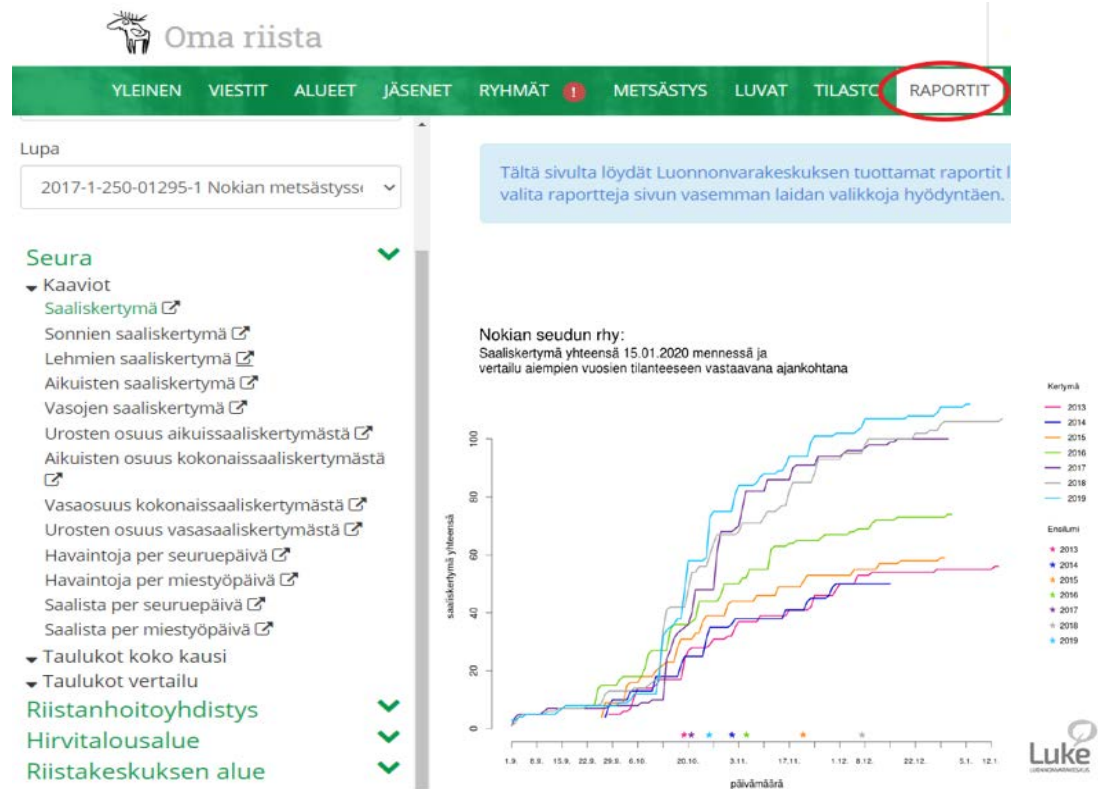 Oma riista
YLEINEN VIESTIT ALUEET JÄSENET RYHMÄT ! METSÄSTYS LUVAT TILASTO RAPORTIT
Lupa
2017-1-250-01295-1 Nokian metsästysse
Tältä sivulta löydät Luonnonvarakeskuksen tuottamat raportit l
valita raportteja sivun vasemman laidan valikkoja hyödyntäen.
Seura
Kaaviot
Saaliskertymä
Sonnien saaliskertymä
Lehmien saaliskertymä
Aikuisten saaliskertymä
Vasojen saaliskertymä
Urosten osuus aikuissaaliskertymästä
Aikuisten osuus kokonaissaaliskertymästä
Vasaosuus kokonaissaaliskertymästä
Urosten osuus vasasaaliskertymästä
Havaintoja per seuruepäivä
Havaintoja per miestyöpäivä
Saalista per seuruepäivä
Saalista per miestyöpäivä
Taulukot koko kausi
Taulukot vertailu
Riistanhoitoyhdistys
Hirvitalousalue
Riistakeskuksen alue
Nokian seudun rhy:
Saaliskertymä yhteensä 15.01.2020 mennessä ja
vertailu aiempien vuosien tilanteeseen vastaavana ajankohtana
saaliskertymä yhteensä
100
80
60
40
20
0
1.9. 8.9. 15.9. 22.9. 29.9. 6.10. 20.10. 3.11. 17.11. 1.12. 8.12. 22.12. 5.1. 12.1.
päivämäärä
Kertymä
2013
2014
2015
2016
2017
2018
2019
Ensilumi
2013
2014
2015
2016
2017
2018
2019
Luke
LUONNONVARAKESKUS